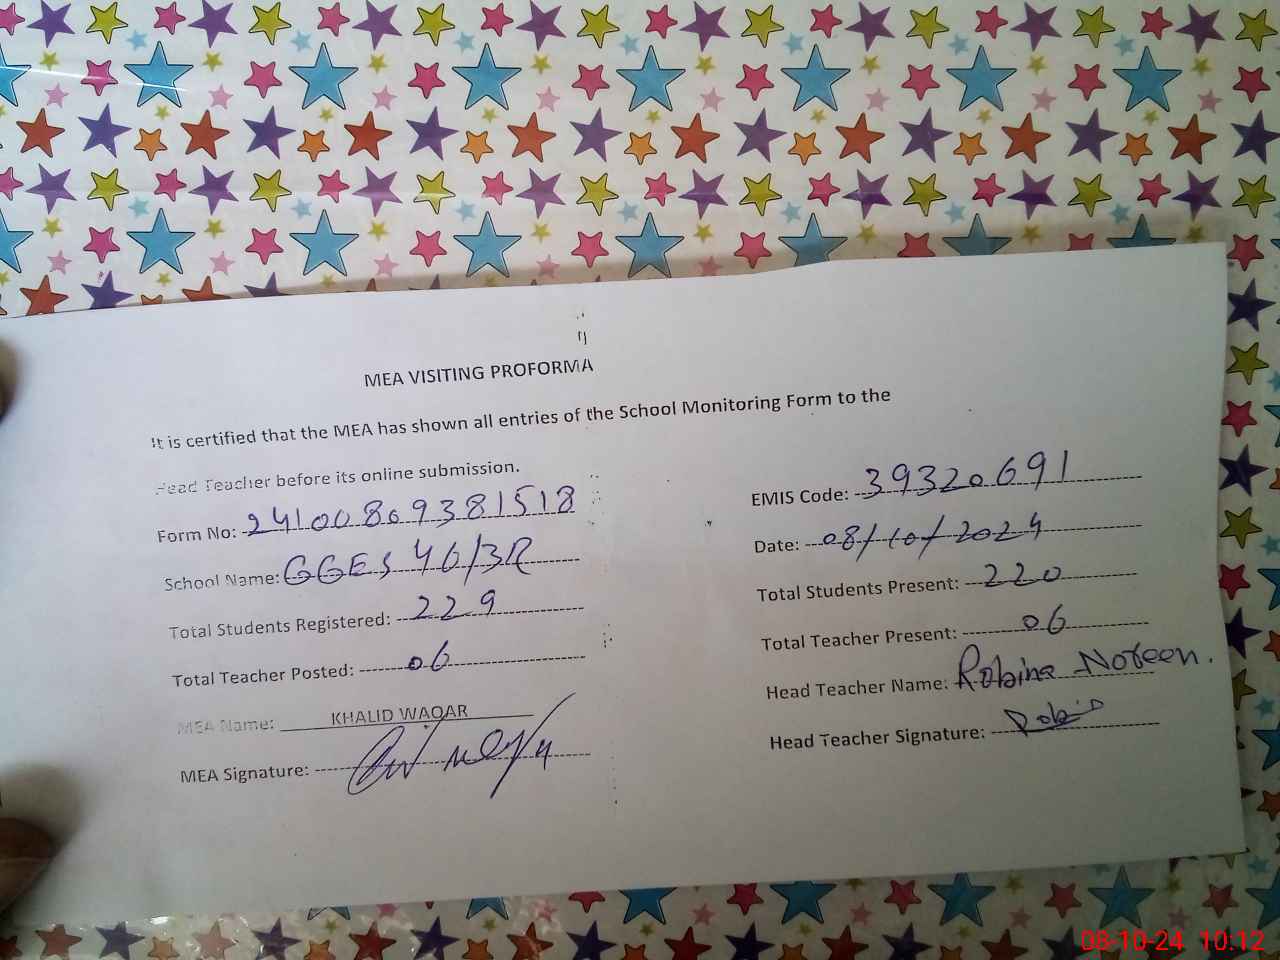 MEA VISITING PROFORMA
It is certified that the MEA has shown all entries of the School Monitoring Form to the
Head Teacher before its online submission.
Form No: 24100809381518
EMIS Code: 39320691
School Name: GGES 46/3R
Date: 08/10/2024
Total Students Registered: 229
Total Students Present: 220
Total Teacher Posted: 06
Total Teacher Present: 06
MEA Name: KHALID WAQAR
Head Teacher Name: Robina Noreen.
MEA Signature:
Head Teacher Signature:
08-10-24 10:12